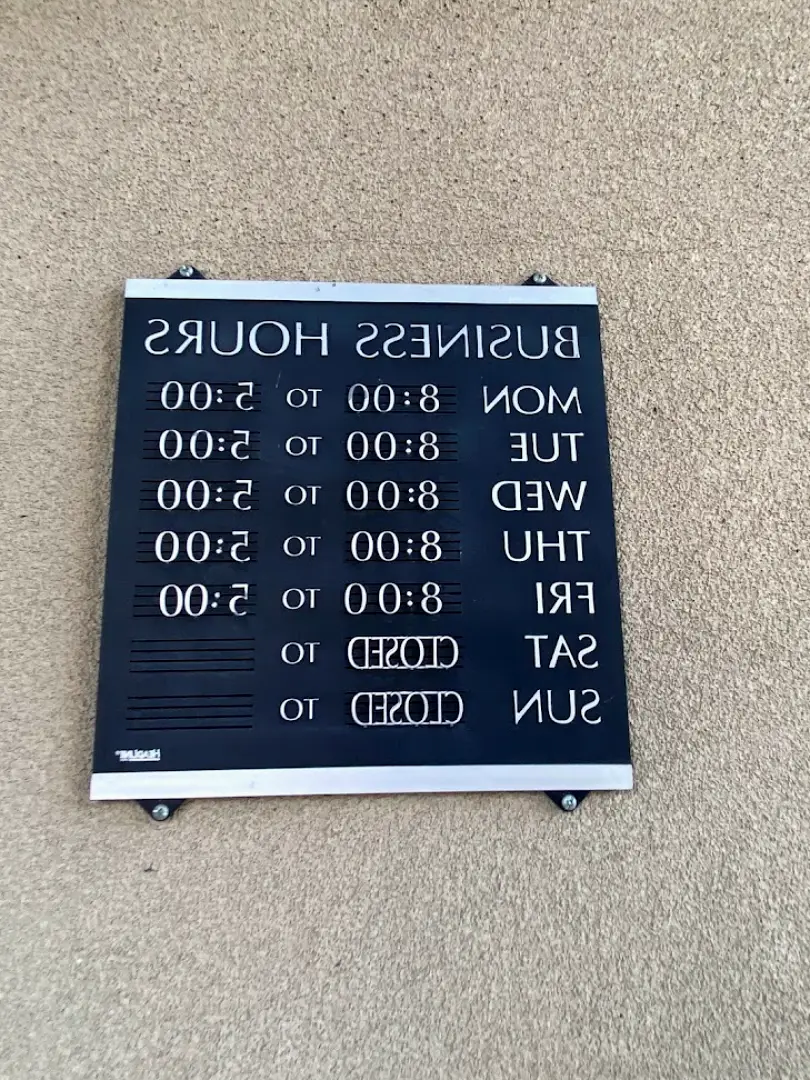 BUSINESS HOURS
MON 8:00 TO 5:00
TUE 8:00 TO 5:00
WED 8:00 TO 5:00
THU 8:00 TO 5:00
FRI 8:00 TO 5:00
SAT CLOSED TO
SUN CLOSED TO
HEADLINE